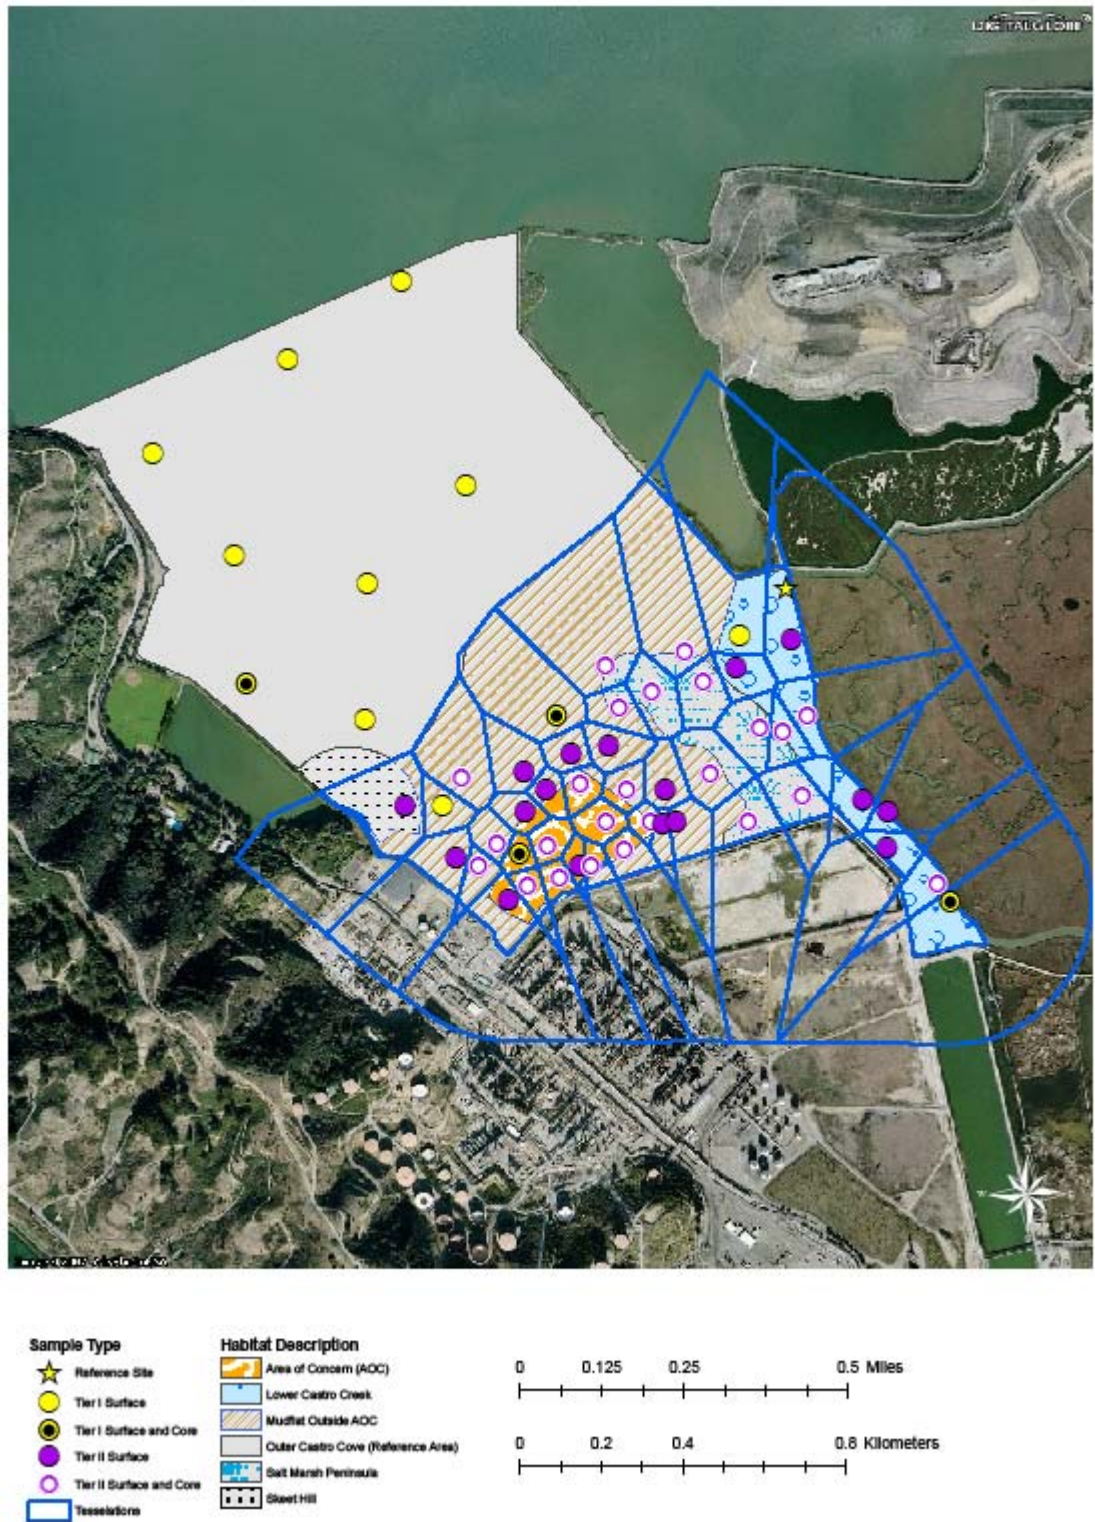 Sample Type
Reference Site
Tier I Surface
Tier I Surface and Core
Tier II Surface
Tier II Surface and Core
Tesselations
Habitat Description
Area of Concern (AOC)
Lower Castro Creek
Mudflat Outside AOC
Outer Castro Cove (Reference Area)
Salt Marsh Peninsula
Skeet Hill
0 0.125 0.25 0.5 Miles
0 0.2 0.4 0.8 Kilometers